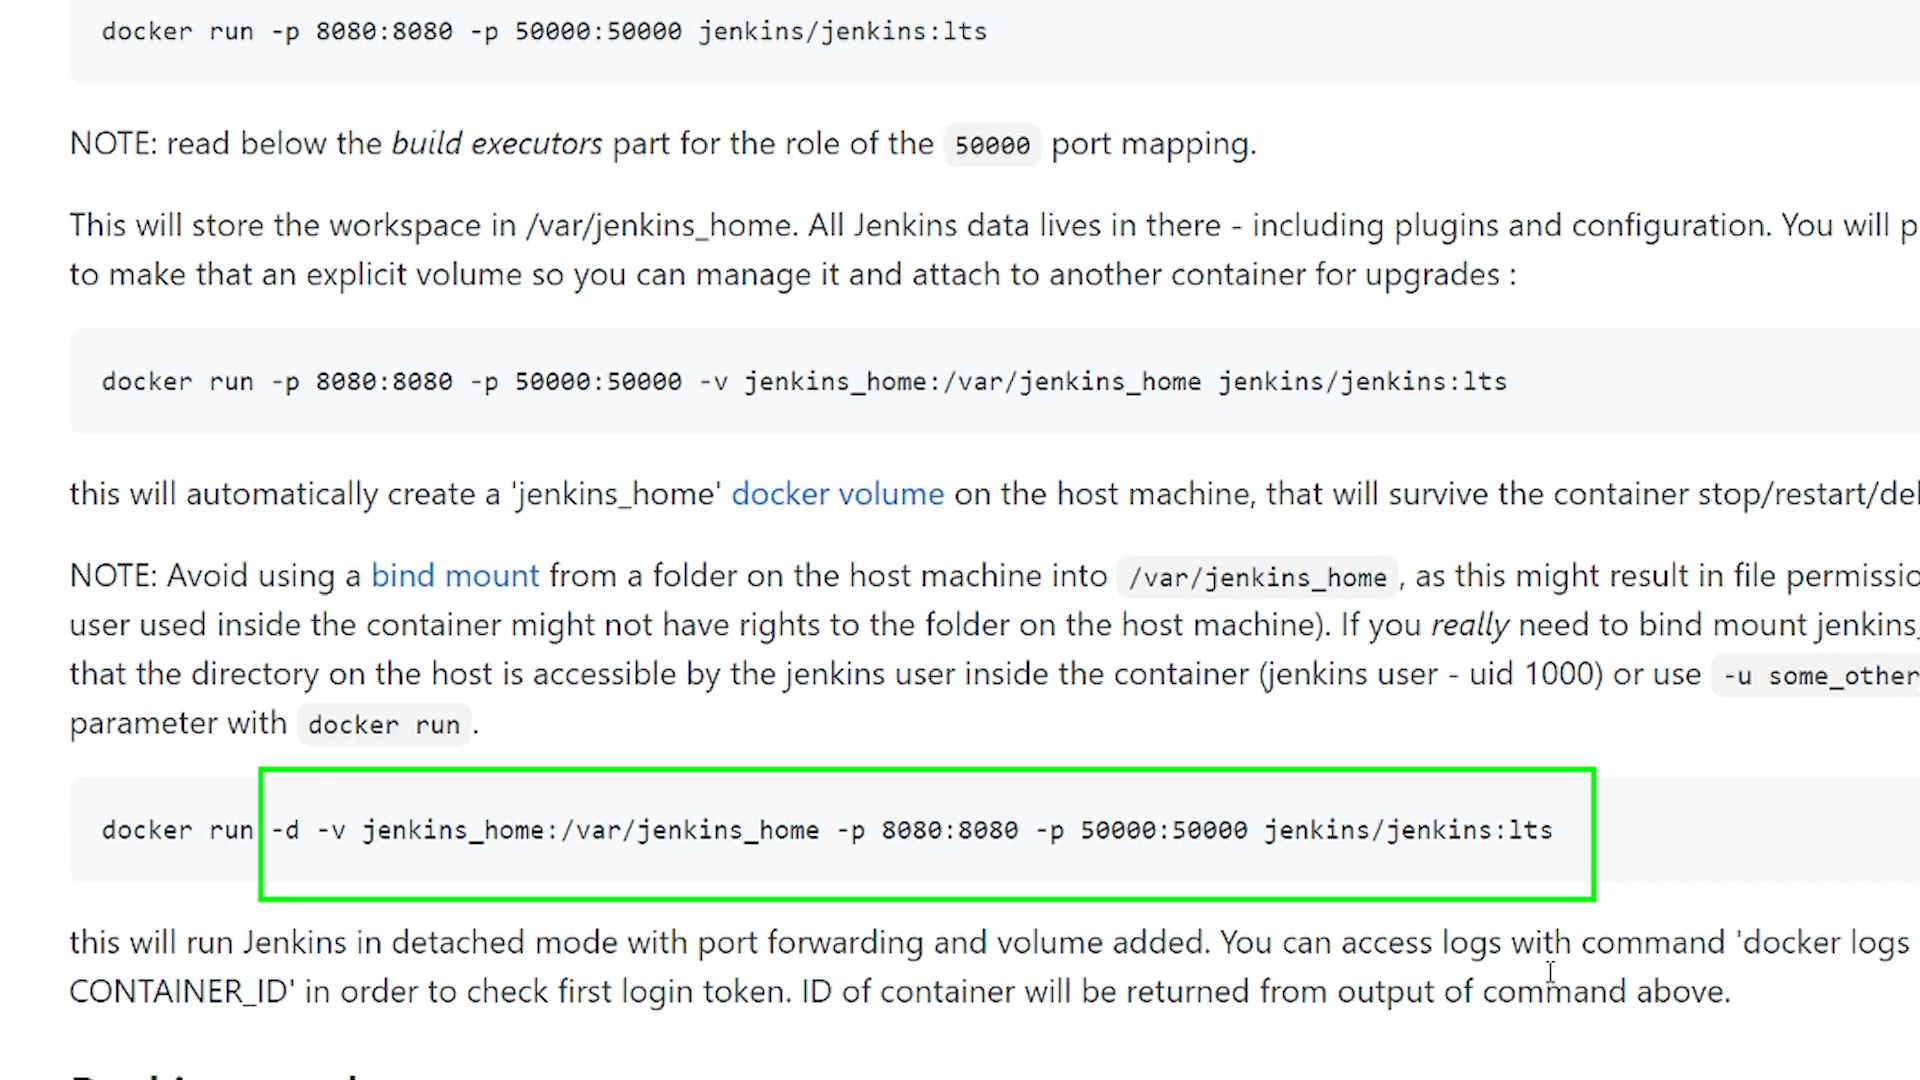 docker run -p 8080:8080 -p 50000:50000 jenkins/jenkins:lts
NOTE: read below the build executors part for the role of the 50000 port mapping.
This will store the workspace in /var/jenkins_home. All Jenkins data lives in there - including plugins and configuration. You will
to make that an explicit volume so you can manage it and attach to another container for upgrades :
docker run -p 8080:8080 -p 50000:50000 -v jenkins_home:/var/jenkins_home jenkins/jenkins:lts
this will automatically create a 'jenkins_home' docker volume on the host machine, that will survive the container stop/restart/del
NOTE: Avoid using a bind mount from a folder on the host machine into /var/jenkins_home, as this might result in file permissio
user used inside the container might not have rights to the folder on the host machine). If you really need to bind mount jenkins_
that the directory on the host is accessible by the jenkins user inside the container (jenkins user - uid 1000) or use -u some_other
parameter with docker run.
docker run -d -v jenkins_home:/var/jenkins_home -p 8080:8080 -p 50000:50000 jenkins/jenkins:lts
this will run Jenkins in detached mode with port forwarding and volume added. You can access logs with command 'docker logs
CONTAINER_ID' in order to check first login token. ID of container will be returned from output of command above.